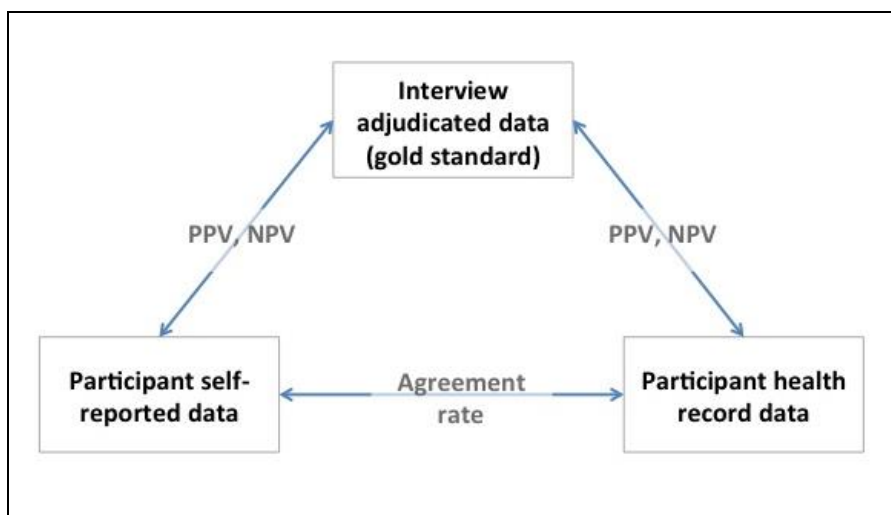 Interview
adjudicated data
(gold standard)
PPV, NPV
PPV, NPV
Participant self-
reported data
Agreement
rate
Participant health
record data